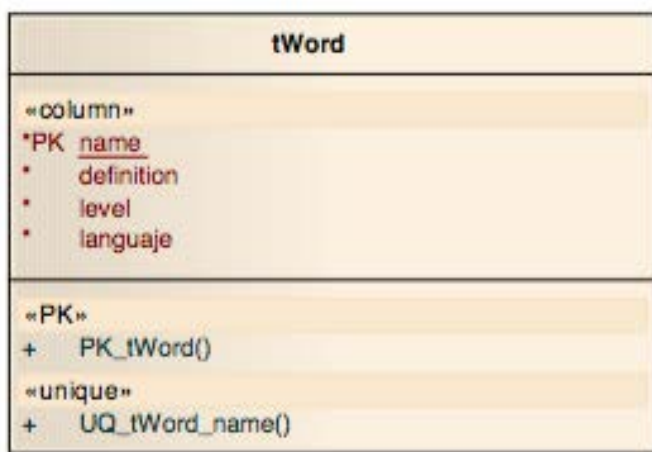 tWord
«column»
*PK name
* definition
* level
* languaje
«PK»
+ PK_tWord()
«unique»
+ UQ_tWord_name()